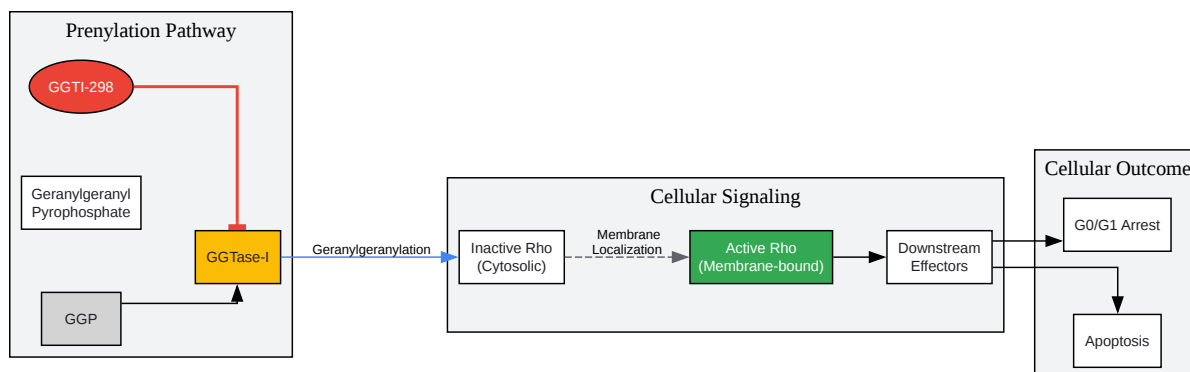 Prenylation Pathway
GGTI-298
Geranylgeranyl
Pyrophosphate
GGTase-I
GGP
Geranylgeranylation
Cellular Signaling
Inactive Rho
(Cytosolic)
Membrane
Localization
Active Rho
(Membrane-bound)
Downstream
Effectors
Cellular Outcome
G0/G1 Arrest
Apoptosis